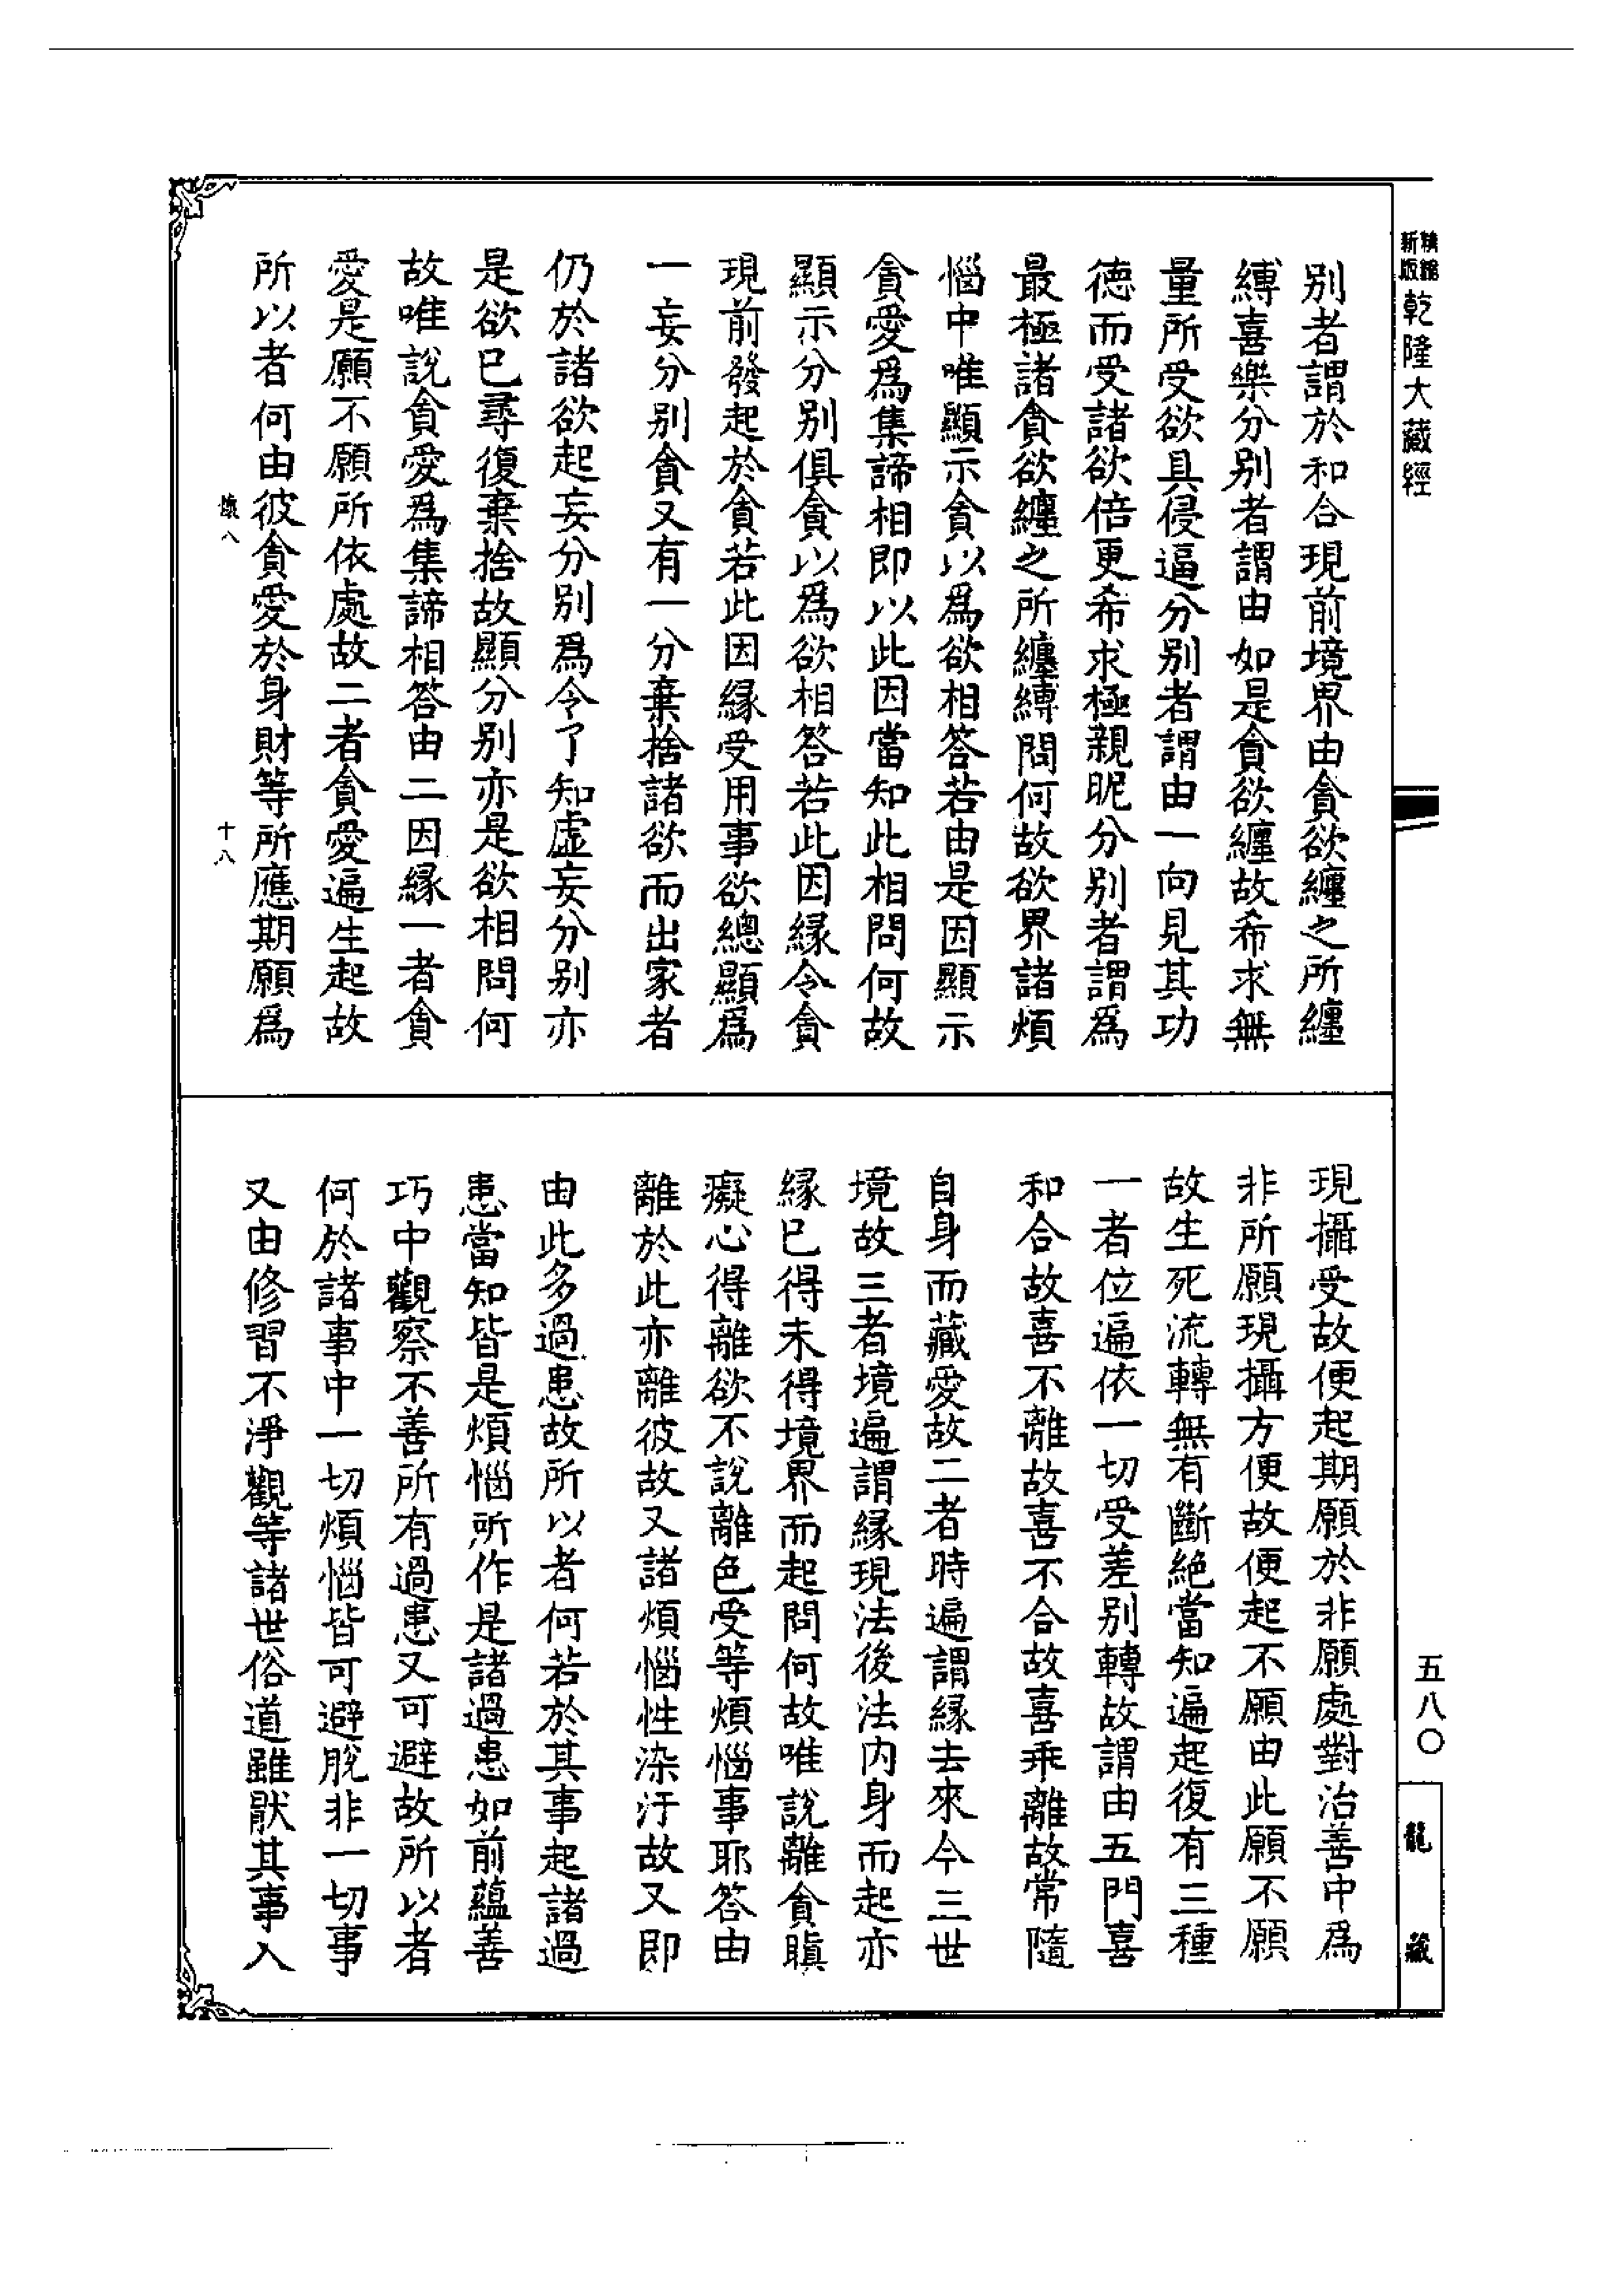 精縮
新版
乾隆大藏經
別者謂於和合現前境界由貪欲纏之所纏
縛喜樂分別者謂由如是貪欲纏故希求無
量所受欲具侵逼分別者謂由一向見其功
德而受諸欲倍更希求極親昵分別者謂爲
最極諸貪欲纏之所纏縛問何故欲界諸煩
惱中唯顯示貪以爲欲相答若由是因顯示
貪愛爲集諦相即以此因當知此相問何故
顯示分別俱貪以爲欲相答若此因緣令貪
現前發起於貪若此因緣受用事欲總顯爲
一妄分別貪又有一分棄捨諸欲而出家者
仍於諸欲起妄分別爲令了知虛妄分別亦
是欲已尋復棄捨故顯分別亦是欲相問何
故唯說貪愛爲集諦相答由二因緣一者貪
愛是願不願所依處故二者貪愛遍生起故
所以者何由彼貪愛於身財等所應期願爲
懷八
十八
現攝受故便起期願於非願處對治善中爲
非所願現攝方便故便起不願由此願不願
故生死流轉無有斷絕當知遍起復有三種
一者位遍依一切受差別轉故謂由五門喜
和合故喜不離故喜不合故喜乖離故常隨
自身而藏愛故二者時遍謂緣去來今三世
境故三者境遍謂緣現法後法内身而起亦
緣已得未得境界而起問何故唯說離貪瞋
癡心得離欲不說離色受等煩惱事耶答由
離於此亦離彼故又諸煩惱性染汙故又即
由此多過患故所以者何若於其事起諸過
患當知皆是煩惱所作是諸過患如前蘊善
巧中觀察不善所有過患又可避故所以者
何於諸事中一切煩惱皆可避脫非一切事
又由修習不淨觀等諸世俗道雖猒其事入
五八〇
龍藏